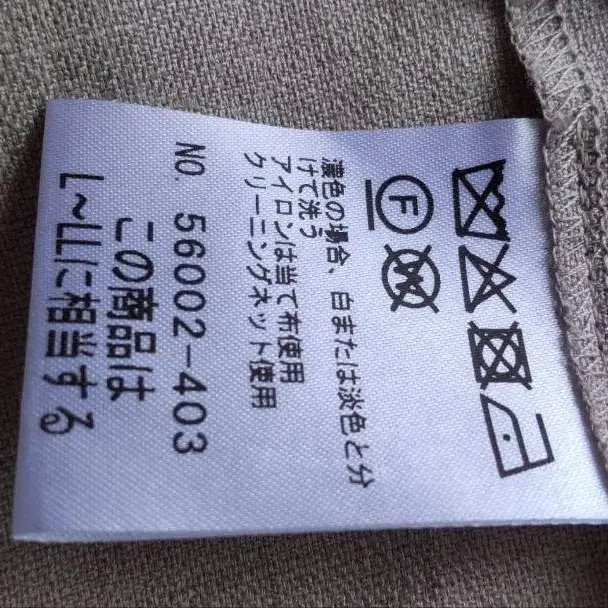 F
W
濃色の場合、白または淡色と分
けて洗う
アイロンは当て布使用
クリーニングネット使用
NO. 56002-403
この商品は
L~LLに相当する